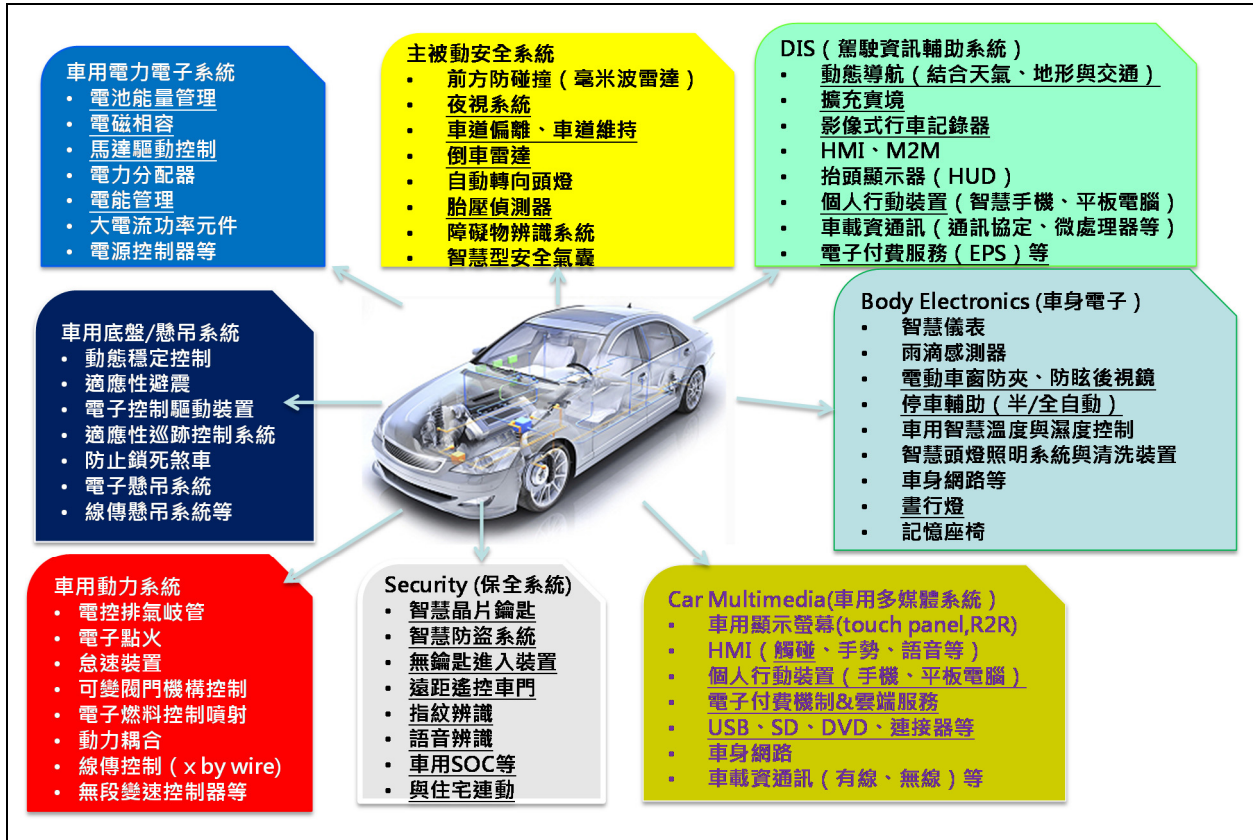 車用電力電子系統
• 電池能量管理
• 電磁相容
• 馬達驅動控制
• 電力分配器
• 電能管理
• 大電流功率元件
• 電源控制器等
主被動安全系統
• 前方防碰撞（毫米波雷達）
• 夜視系統
• 車道偏離、車道維持
• 倒車雷達
• 自動轉向頭燈
• 胎壓偵測器
• 障礙物辨識系統
• 智慧型安全氣囊
DIS（駕駛資訊輔助系統）
• 動態導航（結合天氣、地形與交通）
• 擴充實境
• 影像式行車記錄器
• HMI、M2M
• 抬頭顯示器（HUD）
• 個人行動裝置（智慧手機、平板電腦）
• 車載資通訊（通訊協定、微處理器等）
• 電子付費服務（EPS）等
車用底盤/懸吊系統
• 動態穩定控制
• 適應性避震
• 電子控制驅動裝置
• 適應性巡跡控制系統
• 防止鎖死煞車
• 電子懸吊系統
• 線傳懸吊系統等
Body Electronics (車身電子）
• 智慧儀表
• 雨滴感測器
• 電動車窗防夾、防眩後視鏡
• 停車輔助（半/全自動）
• 車用智慧溫度與濕度控制
• 智慧頭燈照明系統與清洗裝置
• 車身網路等
• 晝行燈
• 記憶座椅
車用動力系統
• 電控排氣岐管
• 電子點火
• 怠速裝置
• 可變閥門機構控制
• 電子燃料控制噴射
• 動力耦合
• 線傳控制（x by wire)
• 無段變速控制器等
Security (保全系統)
• 智慧晶片鑰匙
• 智慧防盜系統
• 無鑰匙進入裝置
• 遠距遙控車門
• 指紋辨識
• 語音辨識
• 車用SOC等
• 與住宅連動
Car Multimedia(車用多媒體系統）
• 車用顯示螢幕(touch panel,R2R)
• HMI（觸碰、手勢、語音等）
• 個人行動裝置（手機、平板電腦）
• 電子付費機制&雲端服務
• USB、SD、DVD、連接器等
• 車身網路
• 車載資通訊（有線、無線）等